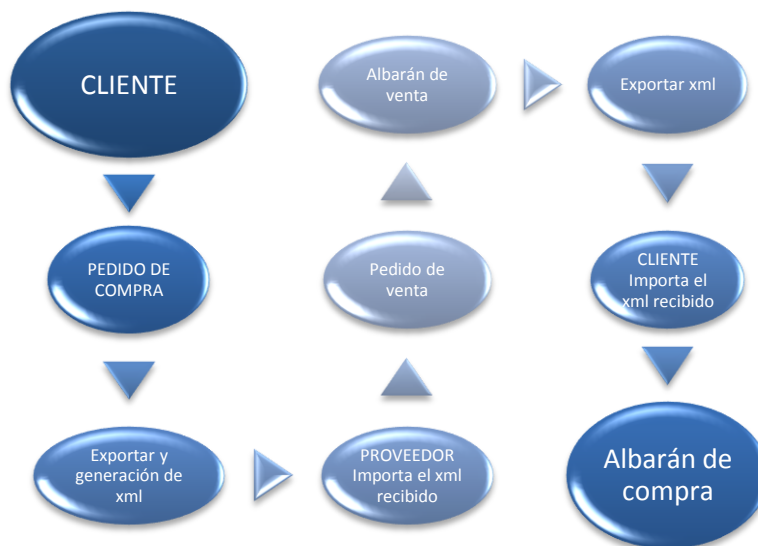 CLIENTE
PEDIDO DE
COMPRA
Exportar y
generación de
xml
PROVEEDOR
Importa el xml
recibido
Pedido de
venta
Albarán de
venta
Exportar xml
CLIENTE
Importa el
xml recibido
Albarán de
compra